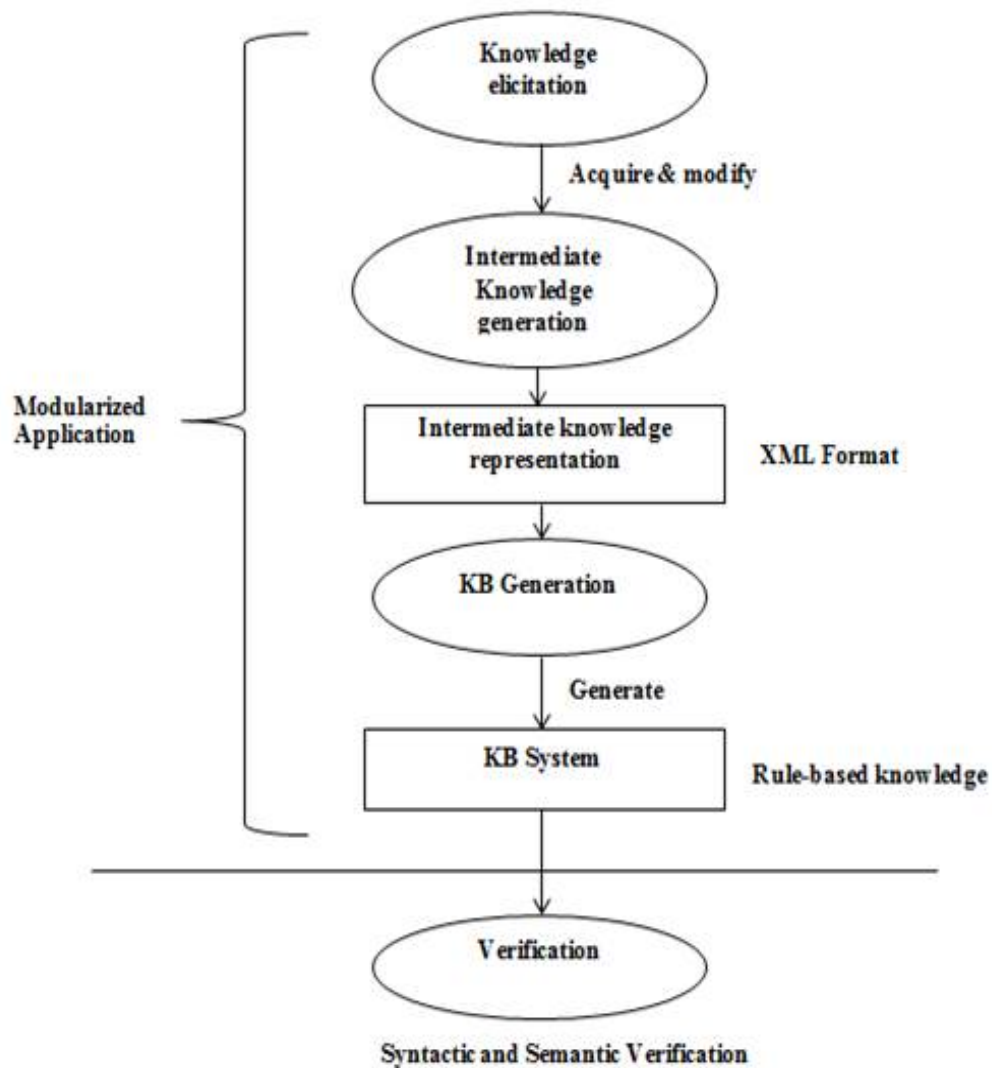 Knowledge
elicitation
Acquire & modify
Intermediate
Knowledge
generation
Modularized
Application
Intermediate knowledge
representation
XML Format
KB Generation
Generate
KB System
Rule-based knowledge
Verification
Syntactic and Semantic Verification